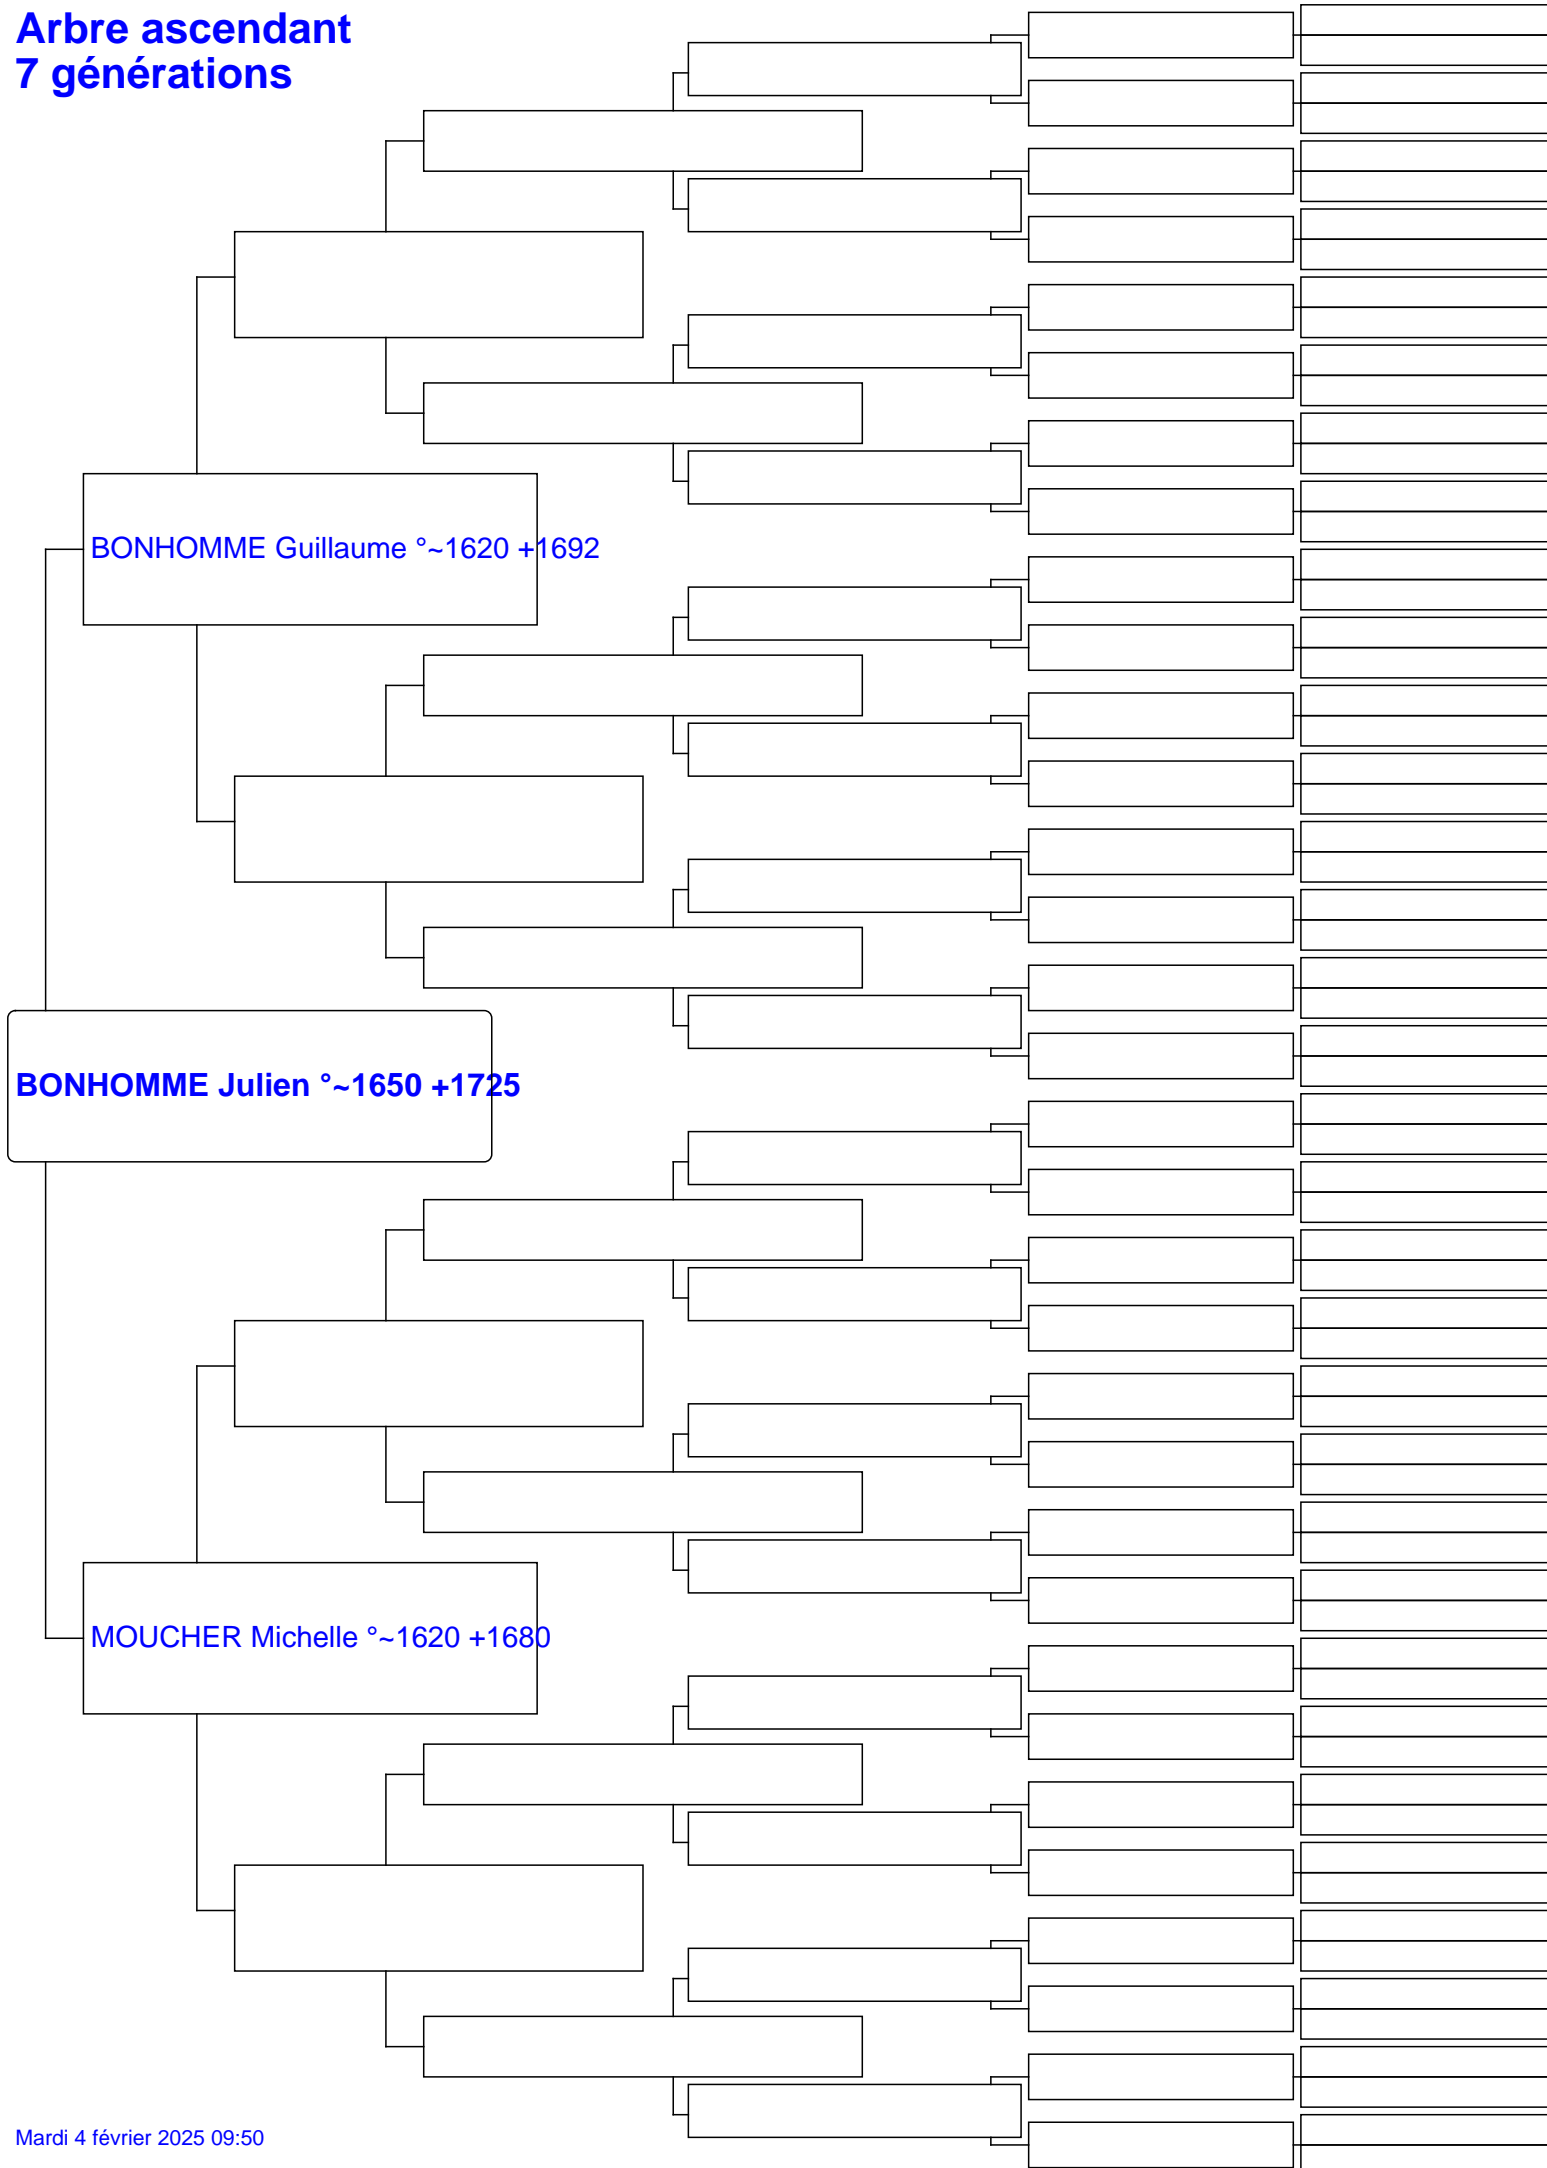 Arbre ascendant
7 générations
BONHOMME Guillaume °~1620 +1692
BONHOMME Julien °~1650 +1725
MOUCHER Michelle °~1620 +1680
Mardi 4 février 2025 09:50